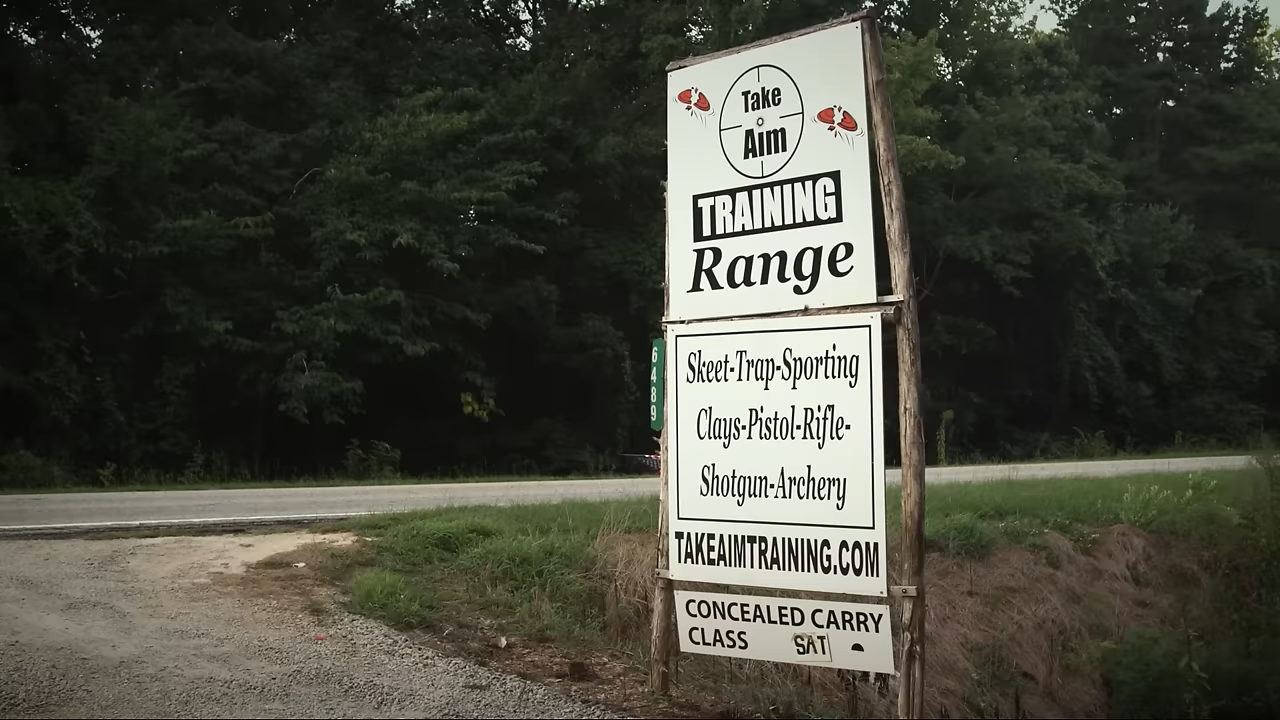 Take
Aim
TRAINING
Range
6489
Skeet-Trap-Sporting
Clays-Pistol-Rifle-
Shotgun-Archery
TAKEAIMTRAINING.COM
CONCEALED CARRY
CLASS SAT